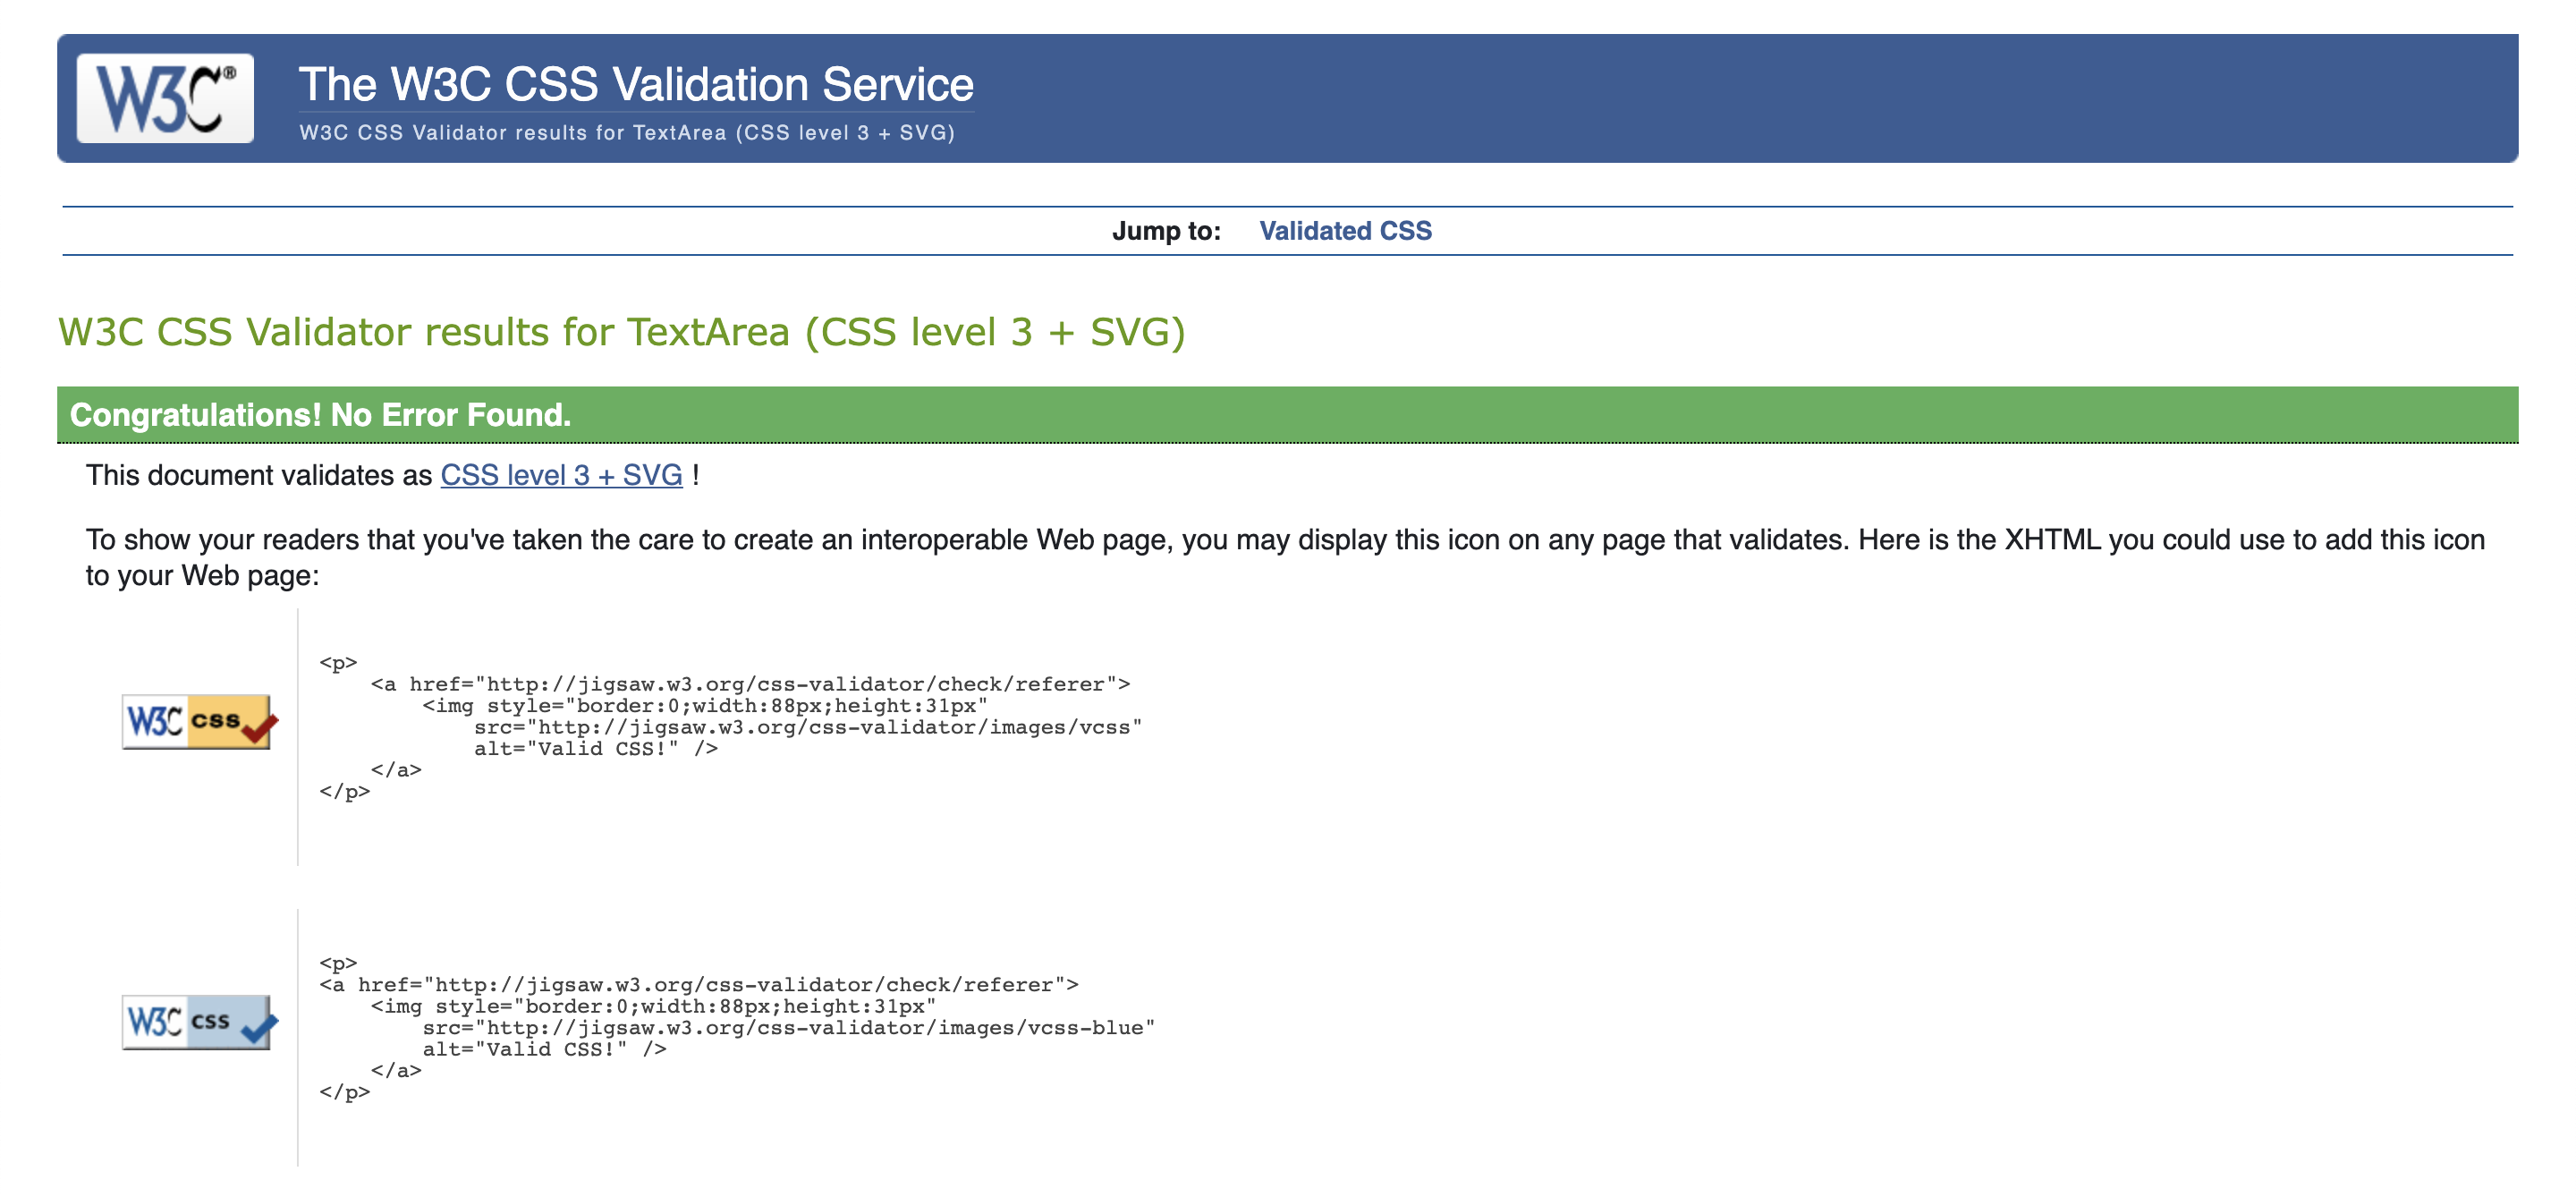 W3C®
The W3C CSS Validation Service
W3C CSS Validator results for TextArea (CSS level 3 + SVG)
Jump to: Validated CSS
W3C CSS Validator results for TextArea (CSS level 3 + SVG)
Congratulations! No Error Found.
This document validates as CSS level 3 + SVG !
To show your readers that you've taken the care to create an interoperable Web page, you may display this icon on any page that validates. Here is the XHTML you could use to add this icon
to your Web page:
W3C css
<p>
    <a href="http://jigsaw.w3.org/css-validator/check/referer">
        <img style="border:0;width:88px;height:31px"
            src="http://jigsaw.w3.org/css-validator/images/vcss"
            alt="Valid CSS!" />
    </a>
</p>
W3C css
<p>
<a href="http://jigsaw.w3.org/css-validator/check/referer">
    <img style="border:0;width:88px;height:31px"
        src="http://jigsaw.w3.org/css-validator/images/vcss-blue"
        alt="Valid CSS!" />
    </a>
</p>